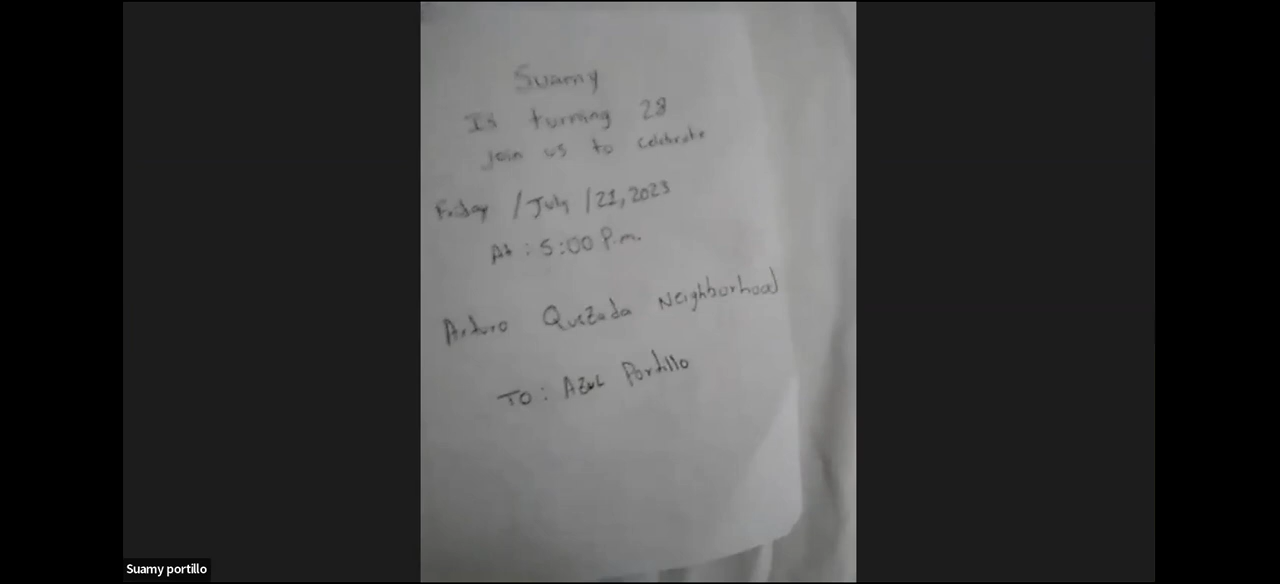 Suamy
Is turning 28
join us to celebrate
Friday / July / 21, 2023
At : 5:00 P.m.
Arturo Quezada Neighborhood
To : Azul Portillo
Suamy portillo